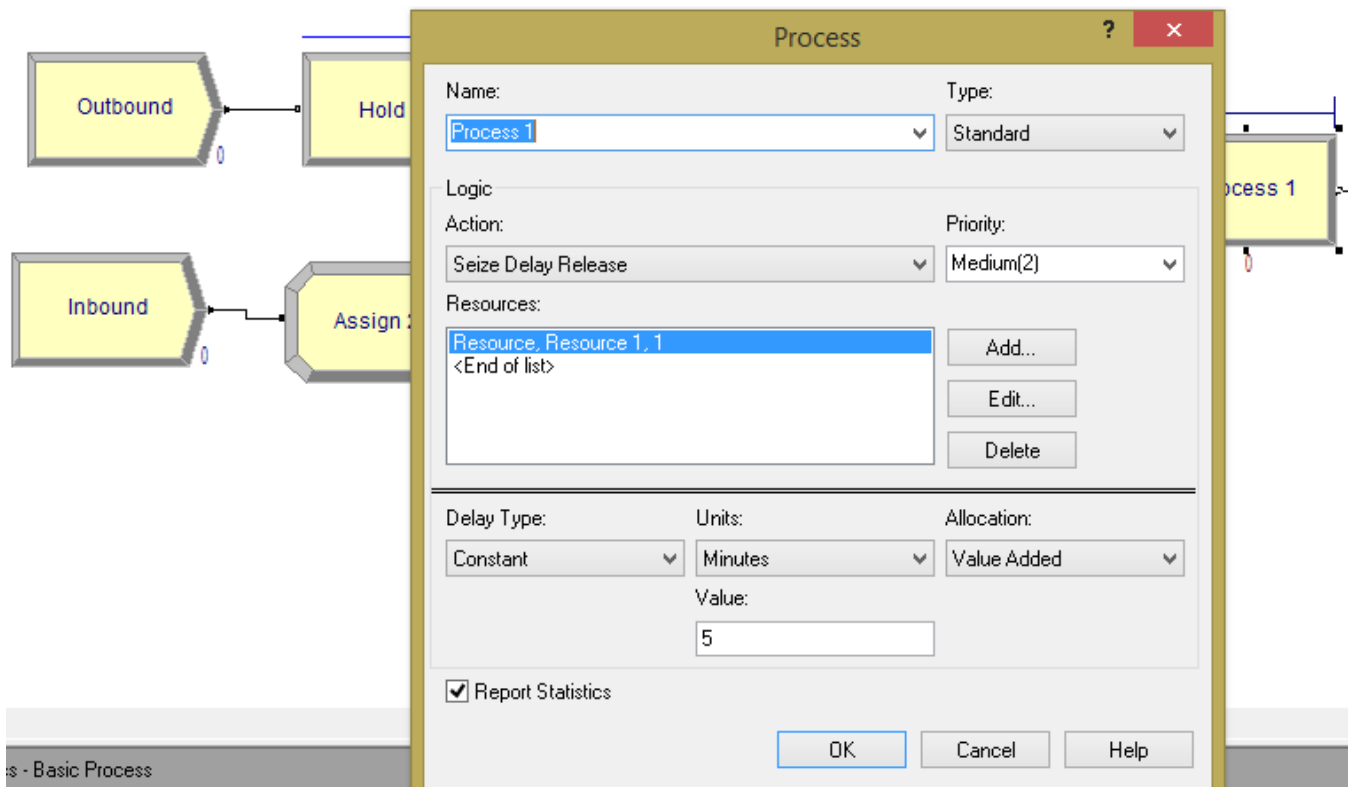 Process
?
×
Outbound
0
Hold
Inbound
0
Assign 2
ocess 1
0
Name:
Type:
Process 1
Standard
Logic
Action:
Priority:
Seize Delay Release
Medium(2)
Resources:
Resource, Resource 1, 1
<End of list>
Add...
Edit...
Delete
Delay Type:
Units:
Allocation:
Constant
Minutes
Value Added
Value:
5
Report Statistics
OK
Cancel
Help
s - Basic Process